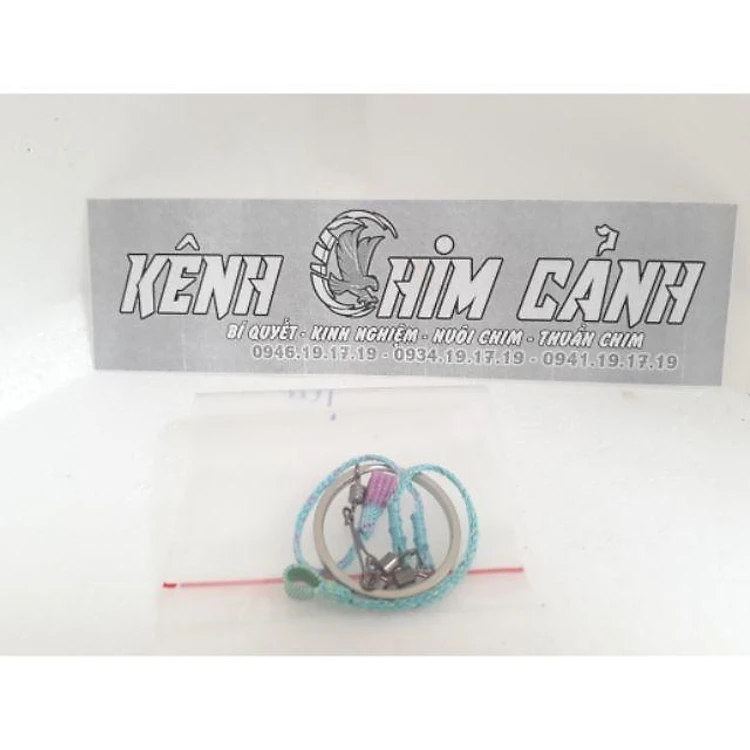 KÊNH CHIM CẢNH
BÍ QUYẾT - KINH NGHIỆM - NUÔI CHIM - THUẦN CHIM
0946.19.17.19 - 0934.19.17.19 - 0941.19.17.19